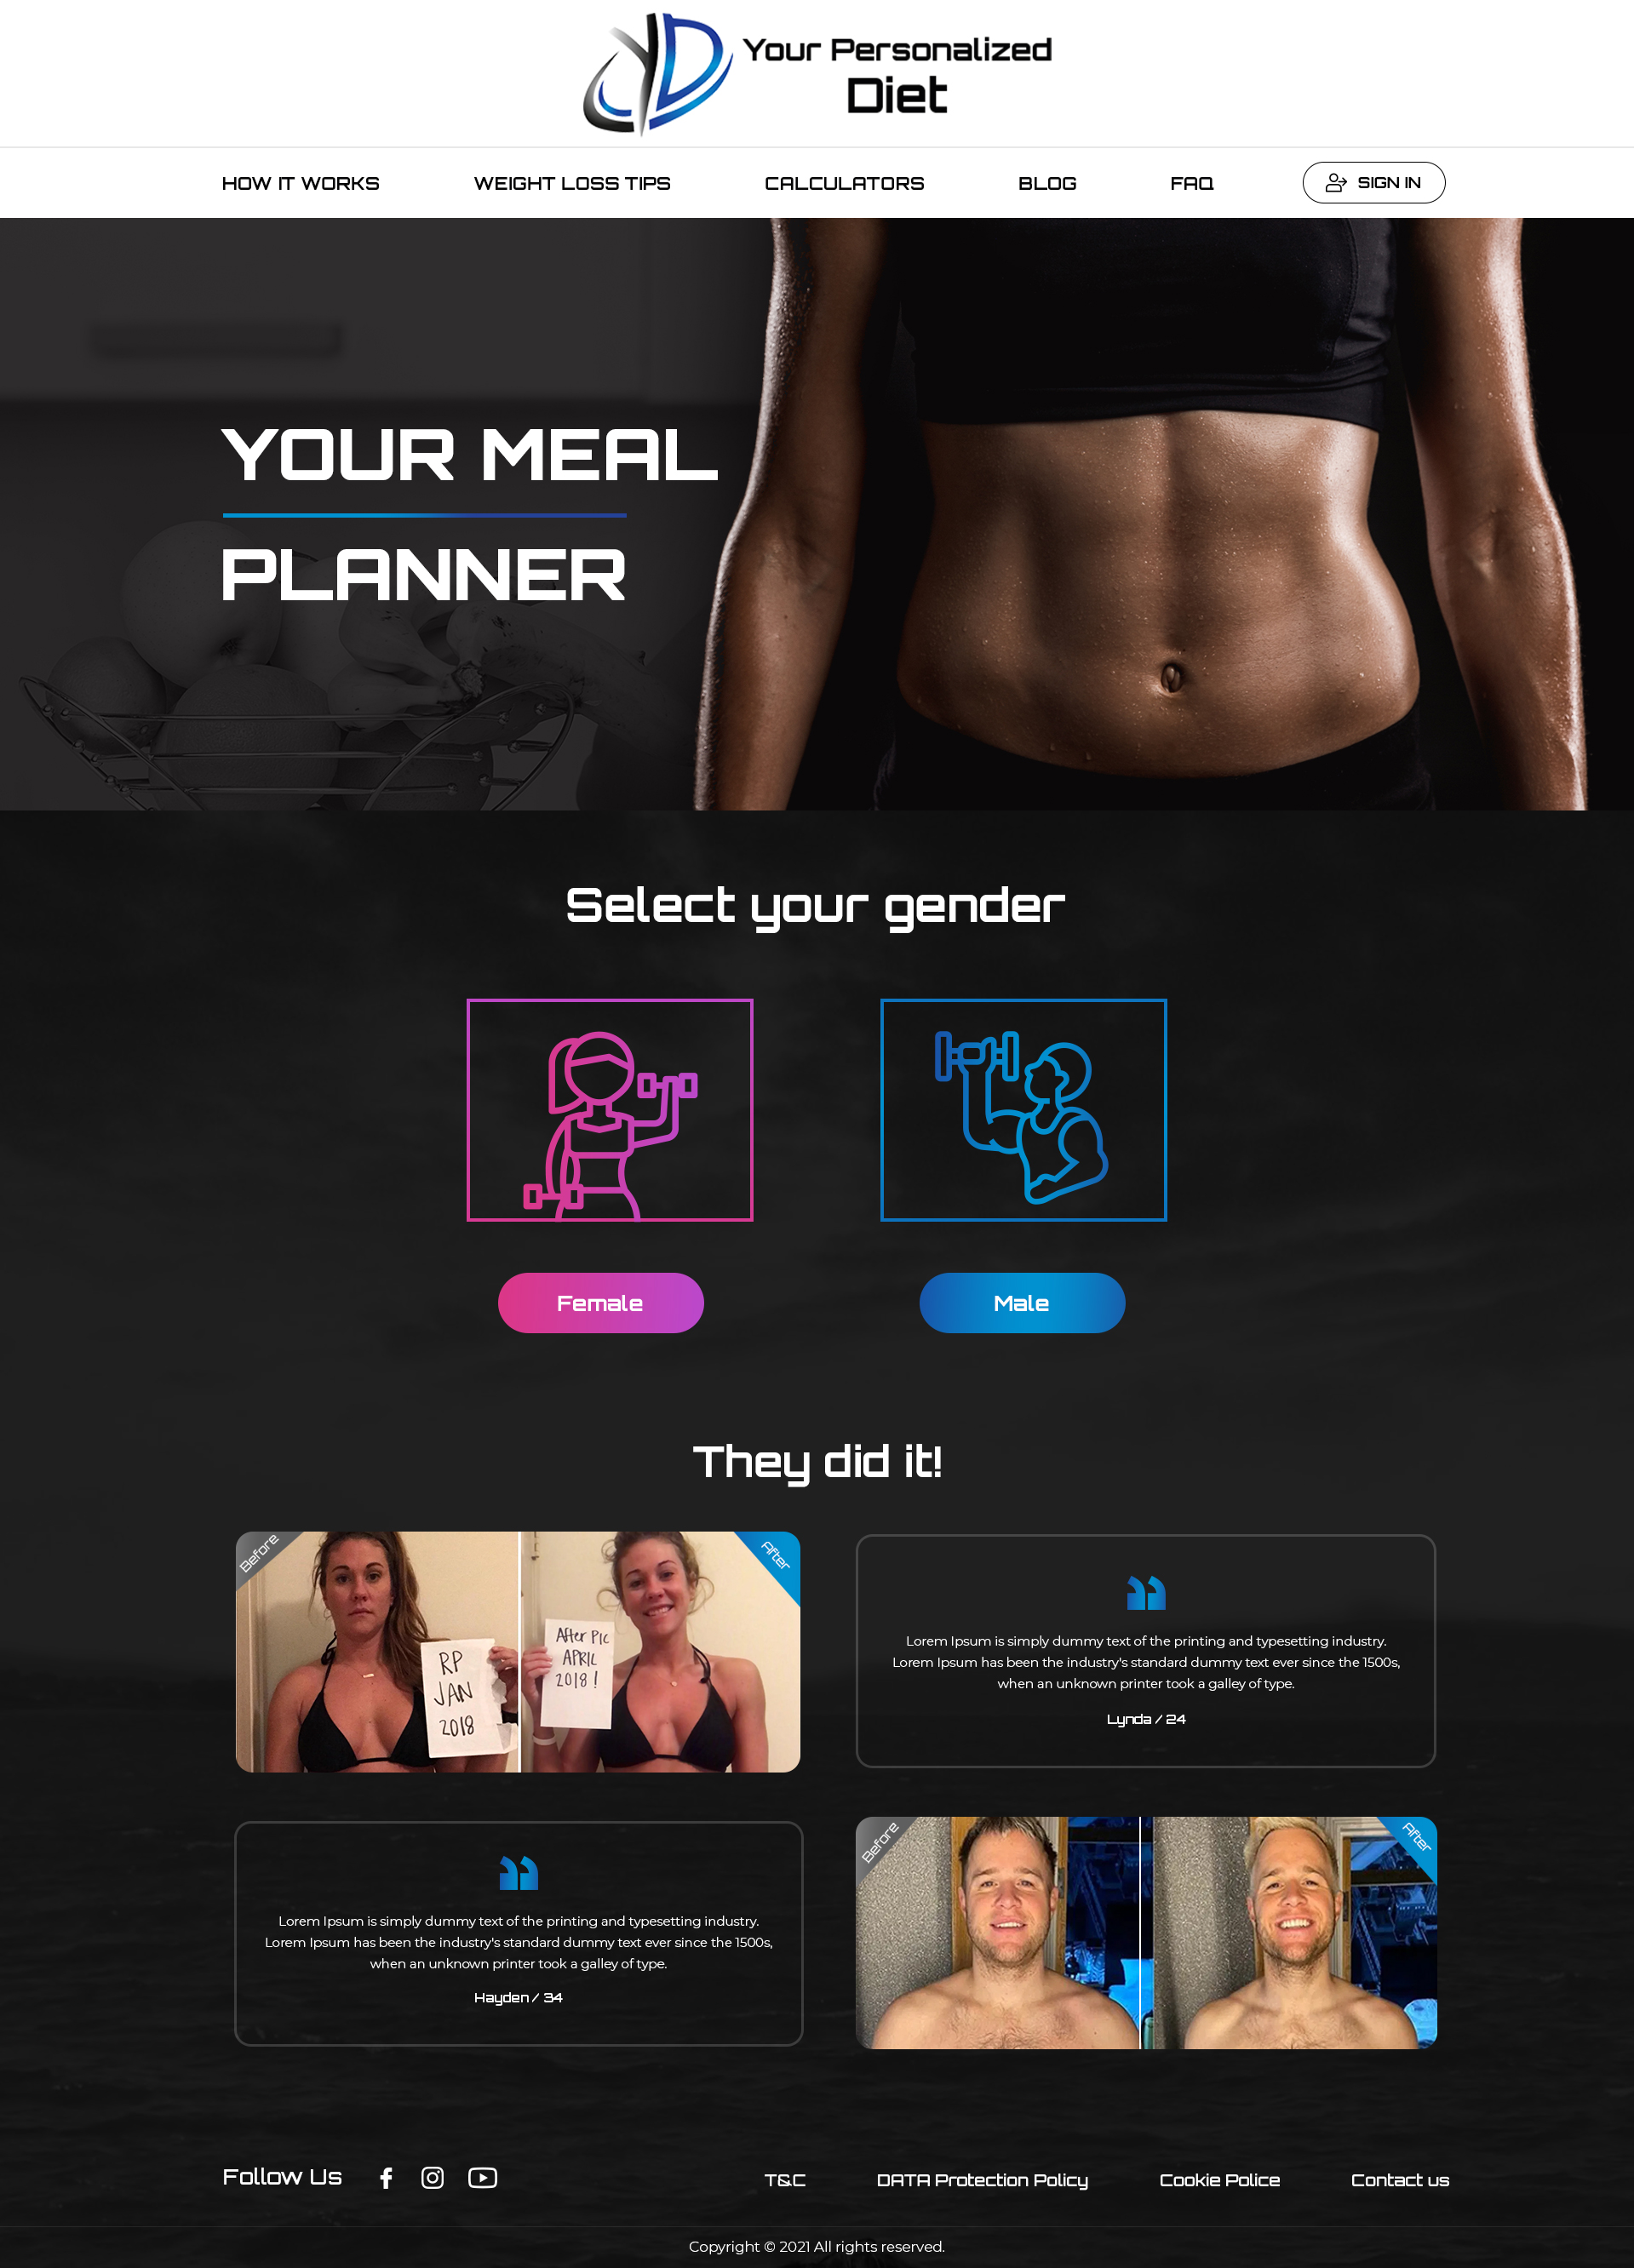 Your Personalized
Diet
HOW IT WORKS
WEIGHT LOSS TIPS
CALCULATORS
BLOG
FAQ
SIGN IN
YOUR MEAL
PLANNER
Select your gender
Female
Male
They did it!
Before
After
RP
JAN
2018
After Pic
APRIL
2018!
Lorem Ipsum is simply dummy text of the printing and typesetting industry.
Lorem Ipsum has been the industry's standard dummy text ever since the 1500s,
when an unknown printer took a galley of type.
Lynda / 24
Lorem Ipsum is simply dummy text of the printing and typesetting industry.
Lorem Ipsum has been the industry's standard dummy text ever since the 1500s,
when an unknown printer took a galley of type.
Hayden / 34
Before
After
Follow Us
T&C
DATA Protection Policy
Cookie Police
Contact us
Copyright © 2021 All rights reserved.